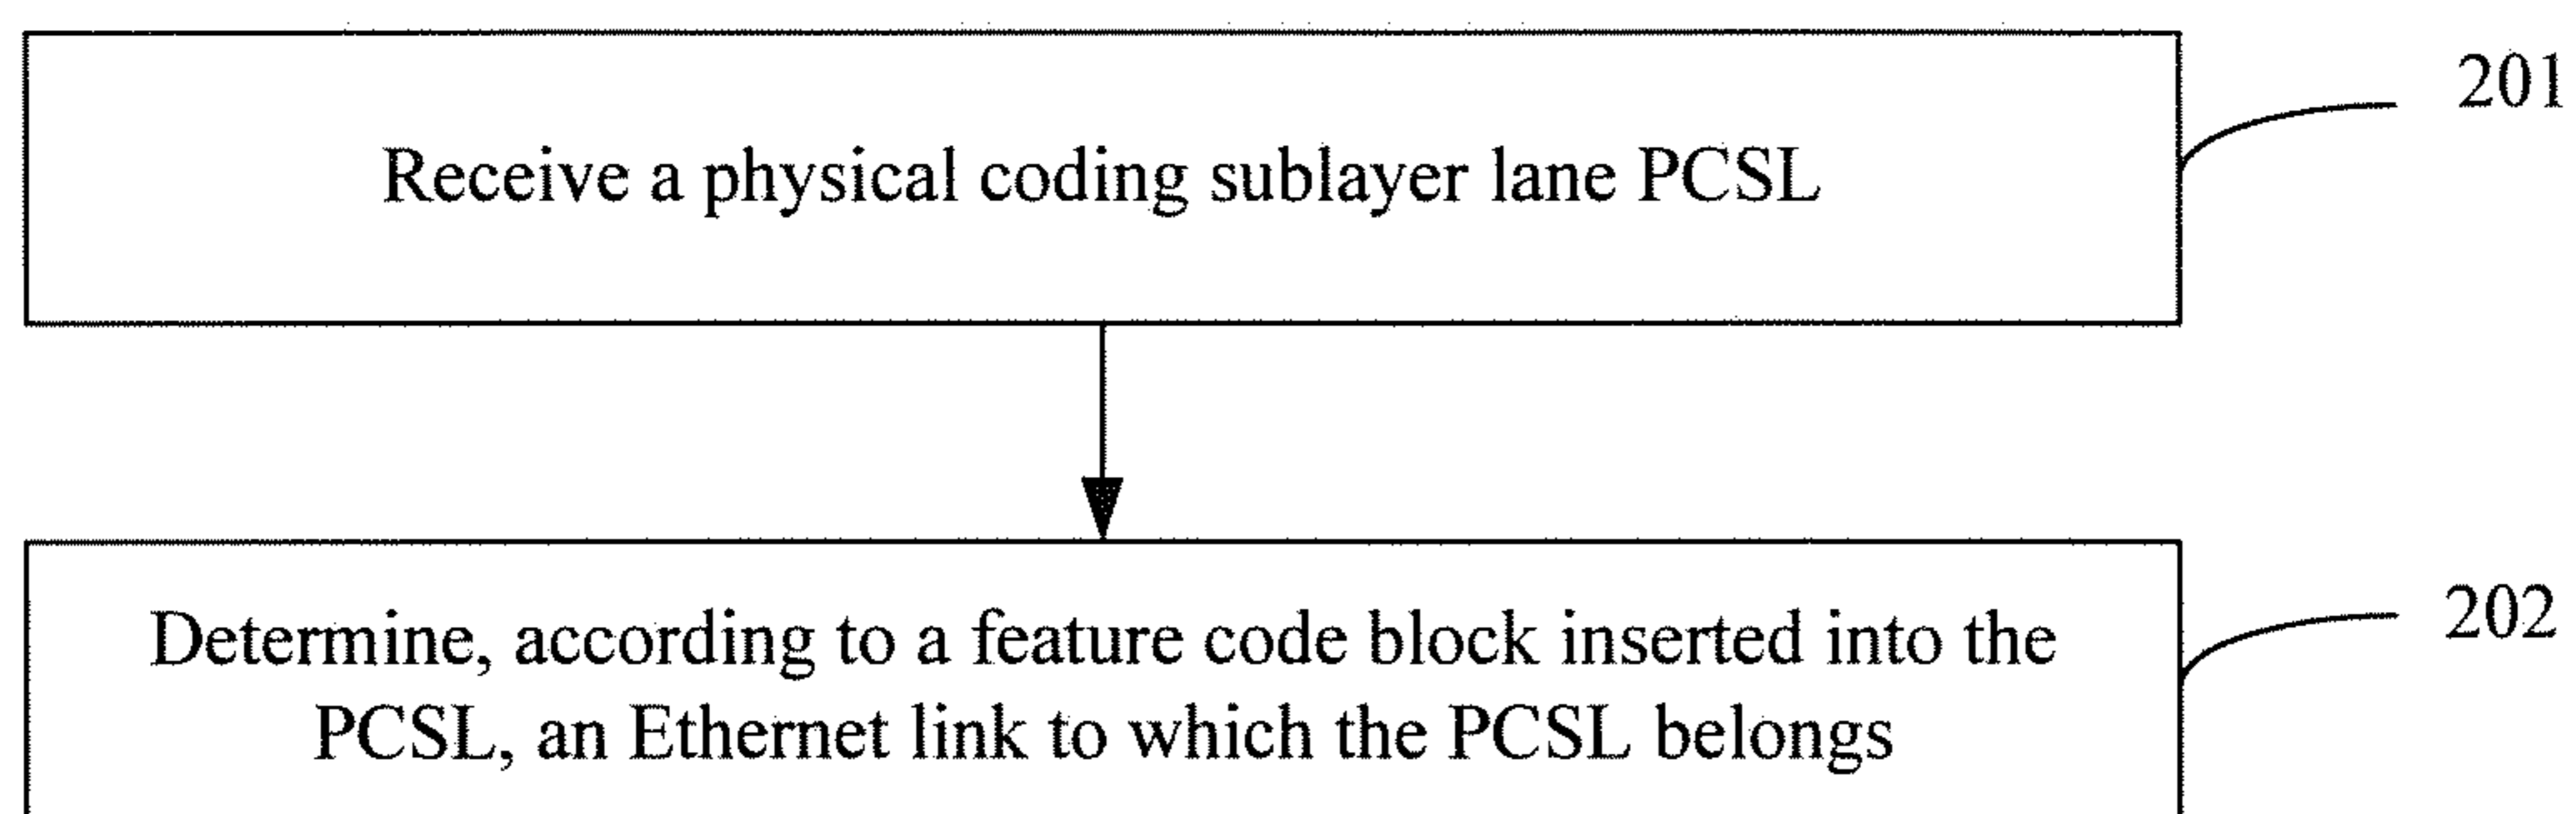 201
Receive a physical coding sublayer lane PCSL
202
Determine, according to a feature code block inserted into the
PCSL, an Ethernet link to which the PCSL belongs